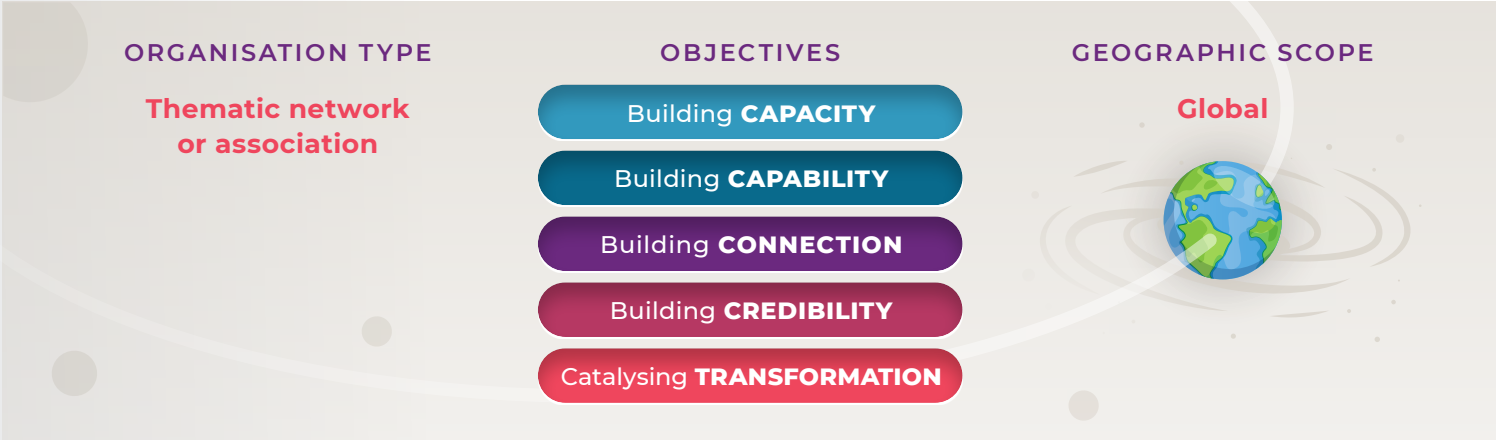 ORGANISATION TYPE
Thematic network
or association
OBJECTIVES
Building CAPACITY
Building CAPABILITY
Building CONNECTION
Building CREDIBILITY
Catalysing TRANSFORMATION
GEOGRAPHIC SCOPE
Global